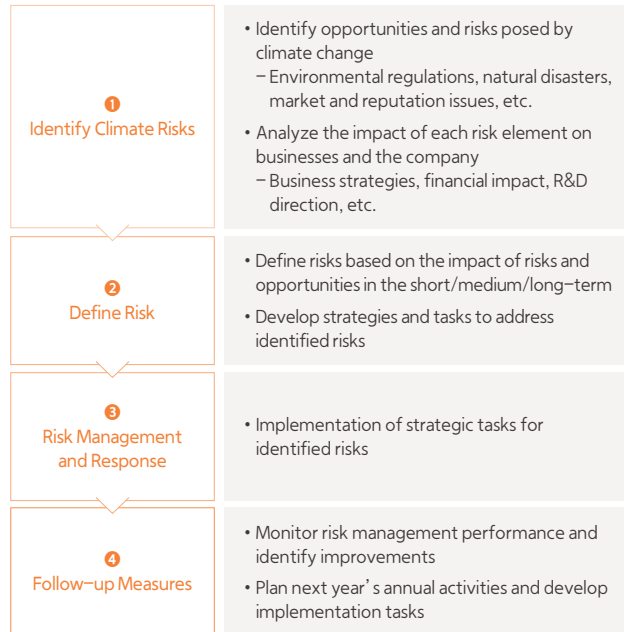 ❶
Identify Climate Risks
• Identify opportunities and risks posed by
climate change
– Environmental regulations, natural disasters,
market and reputation issues, etc.
• Analyze the impact of each risk element on
businesses and the company
– Business strategies, financial impact, R&D
direction, etc.
❷
Define Risk
• Define risks based on the impact of risks and
opportunities in the short/medium/long–term
• Develop strategies and tasks to address
identified risks
❸
Risk Management
and Response
• Implementation of strategic tasks for
identified risks
❹
Follow–up Measures
• Monitor risk management performance and
identify improvements
• Plan next year’s annual activities and develop
implementation tasks